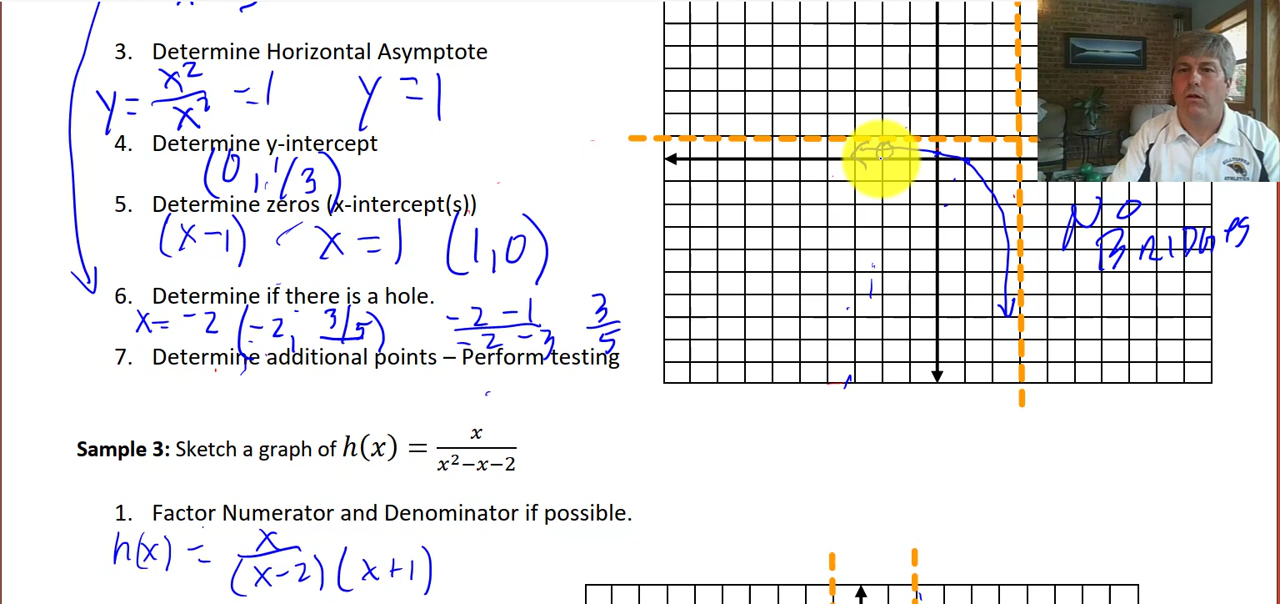 3. Determine Horizontal Asymptote
y = x²/x² = 1 y = 1
4. Determine y-intercept
(0, 1/3)
5. Determine zeros (x-intercept(s))
(x-1) x = 1 (1,0)
NO
BRIDGES
6. Determine if there is a hole.
x = -2 (-2, 3/5) -2-1/-2-3 3/5
7. Determine additional points – Perform testing
Sample 3: Sketch a graph of h(x) = x/x²−x−2
1. Factor Numerator and Denominator if possible.
h(x) = x/(x-2)(x+1)